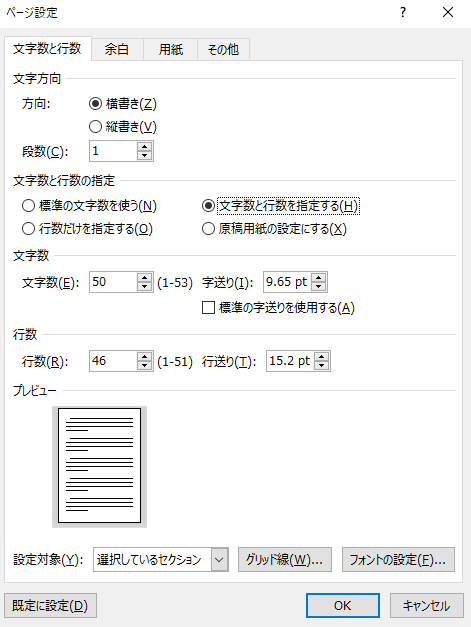 ページ設定 ? ×
文字数と行数 余白 用紙 その他
文字方向
方向: 横書き(Z)
縦書き(V)
段数(C): 1
文字数と行数の指定
標準の文字数を使う(N) 文字数と行数を指定する(H)
行数だけを指定する(O) 原稿用紙の設定にする(X)
文字数
文字数(E): 50 (1-53) 字送り(I): 9.65 pt
標準の字送りを使用する(A)
行数
行数(R): 46 (1-51) 行送り(T): 15.2 pt
プレビュー
設定対象(Y): 選択しているセクション グリッド線(W)... フォントの設定(F)...
既定に設定(D) OK キャンセル